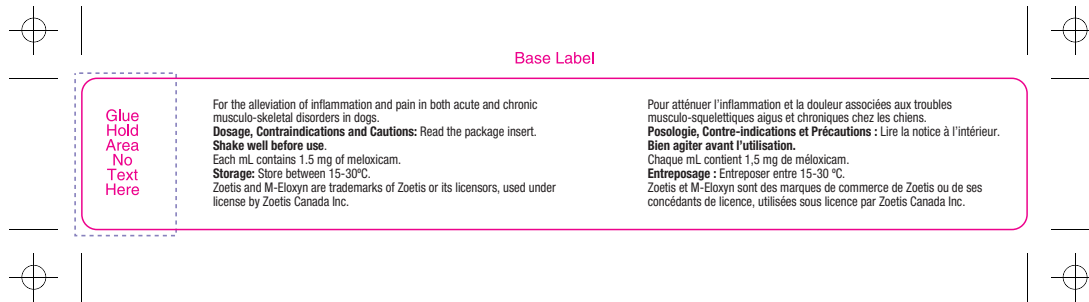 Base Label
Glue
Hold
Area
No
Text
Here
For the alleviation of inflammation and pain in both acute and chronic
musculo-skeletal disorders in dogs.
Dosage, Contraindications and Cautions: Read the package insert.
Shake well before use.
Each mL contains 1.5 mg of meloxicam.
Storage: Store between 15-30ºC.
Zoetis and M-Eloxyn are trademarks of Zoetis or its licensors, used under
license by Zoetis Canada Inc.
Pour atténuer l’inflammation et la douleur associées aux troubles
musculo-squelettiques aigus et chroniques chez les chiens.
Posologie, Contre-indications et Précautions : Lire la notice à l’intérieur.
Bien agiter avant l’utilisation.
Chaque mL contient 1,5 mg de méloxicam.
Entreposage : Entreposer entre 15-30 ºC.
Zoetis et M-Eloxyn sont des marques de commerce de Zoetis ou de ses
concédants de licence, utilisées sous licence par Zoetis Canada Inc.